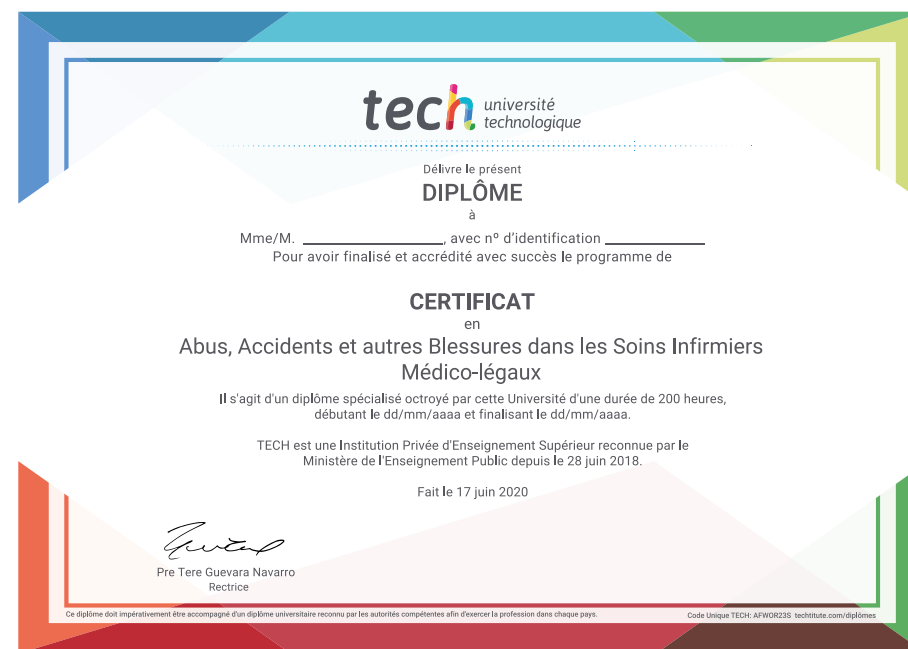 tech université
technologique
Délivre le présent
DIPLÔME
à
Mme/M. ____________________, avec nº d'identification ______________
Pour avoir finalisé et accrédité avec succès le programme de
CERTIFICAT
en
Abus, Accidents et autres Blessures dans les Soins Infirmiers
Médico-légaux
Il s'agit d'un diplôme spécialisé octroyé par cette Université d'une durée de 200 heures,
débutant le dd/mm/aaaa et finalisant le dd/mm/aaaa.
TECH est une Institution Privée d'Enseignement Supérieur reconnue par le
Ministère de l'Enseignement Public depuis le 28 juin 2018.
Fait le 17 juin 2020
Pre Tere Guevara Navarro
Rectrice
Ce diplôme doit impérativement être accompagné d'un diplôme universitaire reconnu par les autorités compétentes afin d'exercer la profession dans chaque pays.
Code Unique TECH: AFWOR23S techtitute.com/diplômes